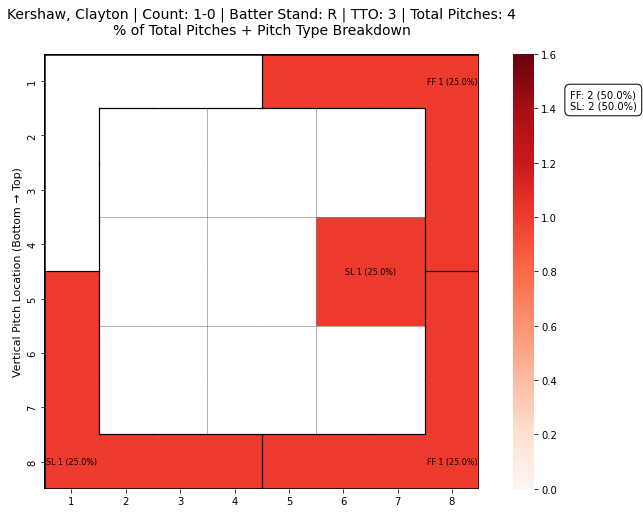 Kershaw, Clayton | Count: 1-0 | Batter Stand: R | TTO: 3 | Total Pitches: 4
% of Total Pitches + Pitch Type Breakdown
FF: 2 (50.0%)
SL: 2 (50.0%)
Vertical Pitch Location (Bottom → Top)
1
2
3
4
5
6
7
8
FF 1 (25.0%)
SL 1 (25.0%)
SL 1 (25.0%)
FF 1 (25.0%)
1 2 3 4 5 6 7 8
1.6
1.4
1.2
1.0
0.8
0.6
0.4
0.2
0.0